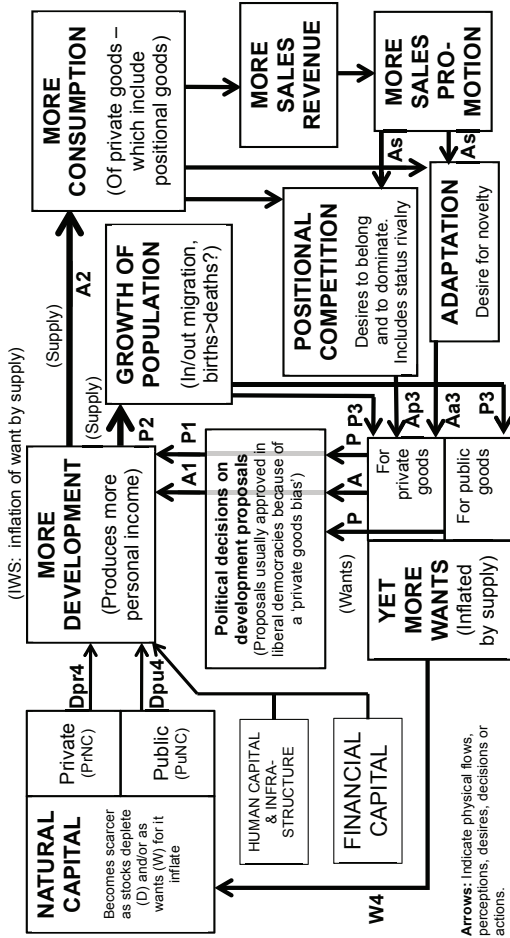 (IWS: inflation of want by supply)
NATURAL
CAPITAL
Becomes scarcer
as stocks deplete
(D) and/or as
wants (W) for it
inflate
Private
(PrNC)
Public
(PuNC)
Dpr4
Dpu4
HUMAN CAPITAL
& INFRA-
STRUCTURE
FINANCIAL
CAPITAL
MORE
DEVELOPMENT
(Produces more
personal income)
(Supply)
A2
(Supply)
P2
MORE
CONSUMPTION
(Of private goods –
which include
positional goods)
GROWTH OF
POPULATION
(In/out migration,
births>deaths?)
MORE
SALES
REVENUE
MORE
SALES
PRO-
MOTION
As
As
POSITIONAL
COMPETITION
Desires to belong
and to dominate.
Includes status rivalry
ADAPTATION
Desire for novelty
A1
P1
Political decisions on
development proposals
(Proposals usually approved in
liberal democracies because of
a ‘private goods bias’)
(Wants)
P
A
P
P3
Ap3
Aa3
P3
YET
MORE
WANTS
(Inflated
by supply)
For
private
goods
For public
goods
W4
Arrows: Indicate physical flows,
perceptions, desires, decisions or
actions.